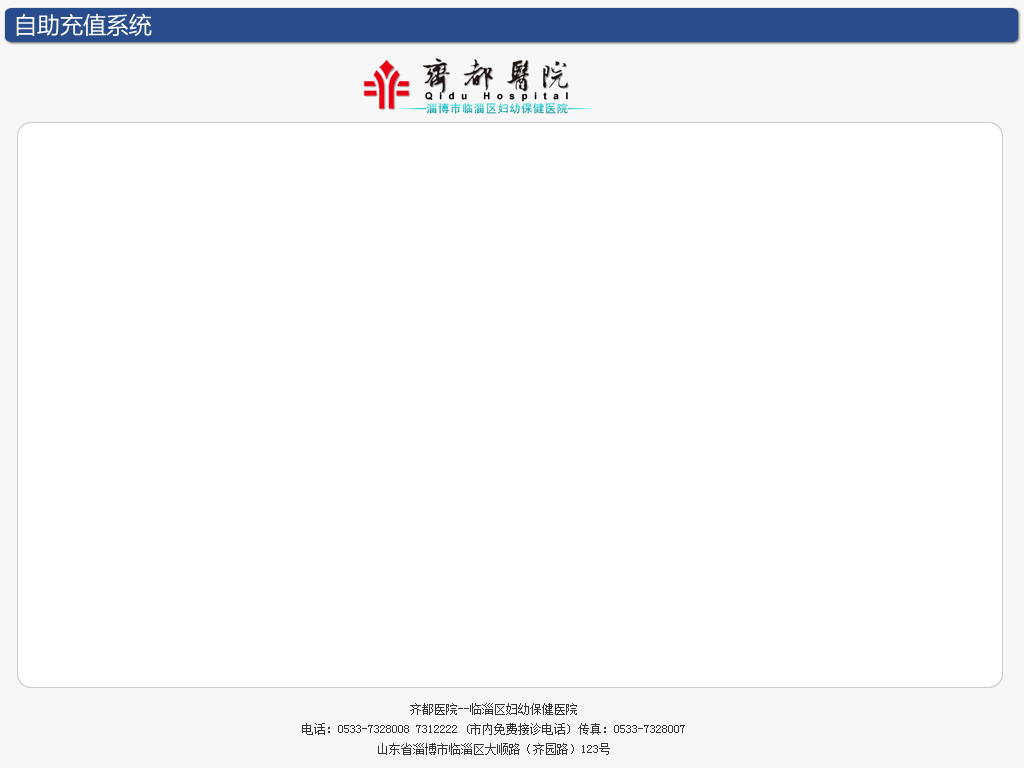 自助充值系统
齊都醫院
Qidu Hospital
淄博市临淄区妇幼保健医院
齐都医院--临淄区妇幼保健医院
电话：0533-7328008 7312222（市内免费接诊电话）传真：0533-7328007
山东省淄博市临淄区大顺路（齐园路）123号